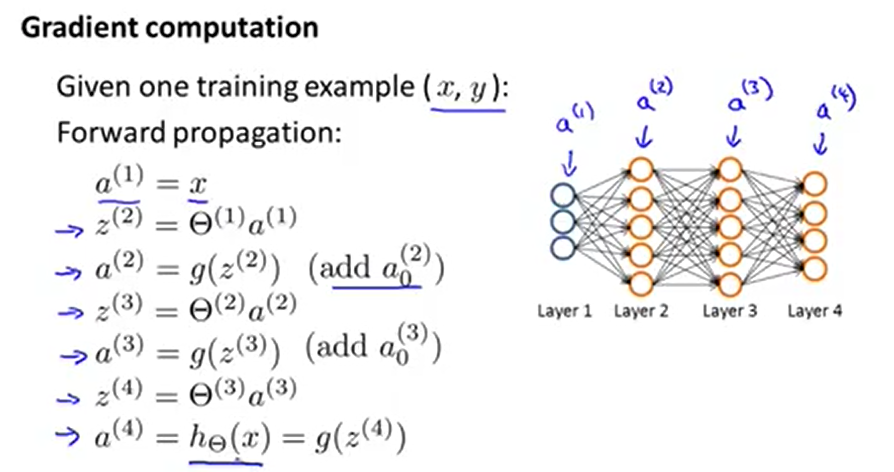 Gradient computation
Given one training example (x, y):
Forward propagation:
a⁽¹⁾ = x
→ z⁽²⁾ = Θ⁽¹⁾a⁽¹⁾
→ a⁽²⁾ = g(z⁽²⁾) (add a₀⁽²⁾)
→ z⁽³⁾ = Θ⁽²⁾a⁽²⁾
→ a⁽³⁾ = g(z⁽³⁾) (add a₀⁽³⁾)
→ z⁽⁴⁾ = Θ⁽³⁾a⁽³⁾
→ a⁽⁴⁾ = h_Θ(x) = g(z⁽⁴⁾)
a⁽¹⁾ a⁽²⁾ a⁽³⁾ a⁽⁴⁾
Layer 1 Layer 2 Layer 3 Layer 4